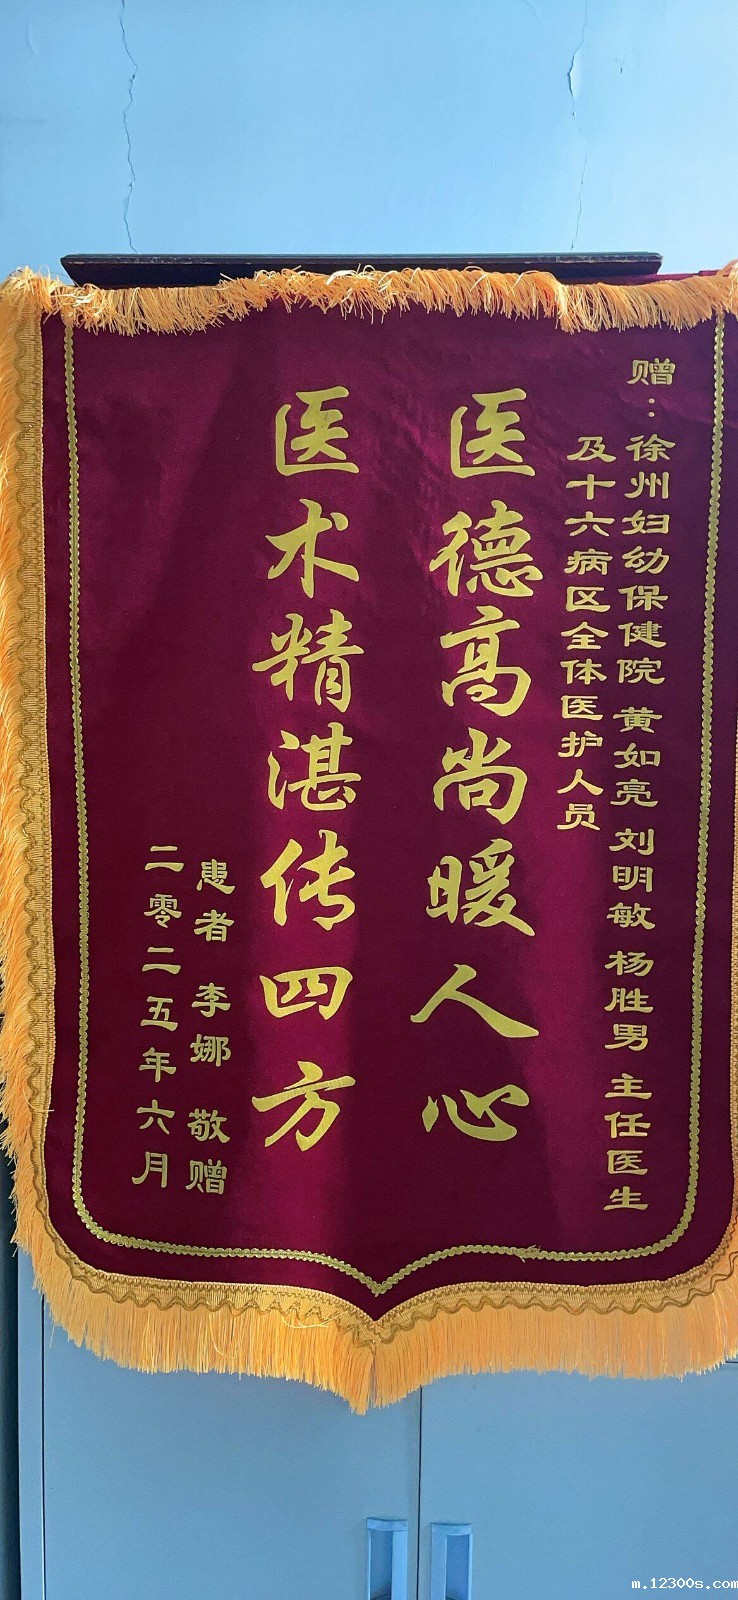 赠：徐州妇幼保健院 黄如亮 刘明敏 杨胜男 主任医生
及十六病区全体医护人员
医德高尚暖人心
医术精湛传四方
患者 李娜 敬赠
二零二五年六月
m.12300s.com